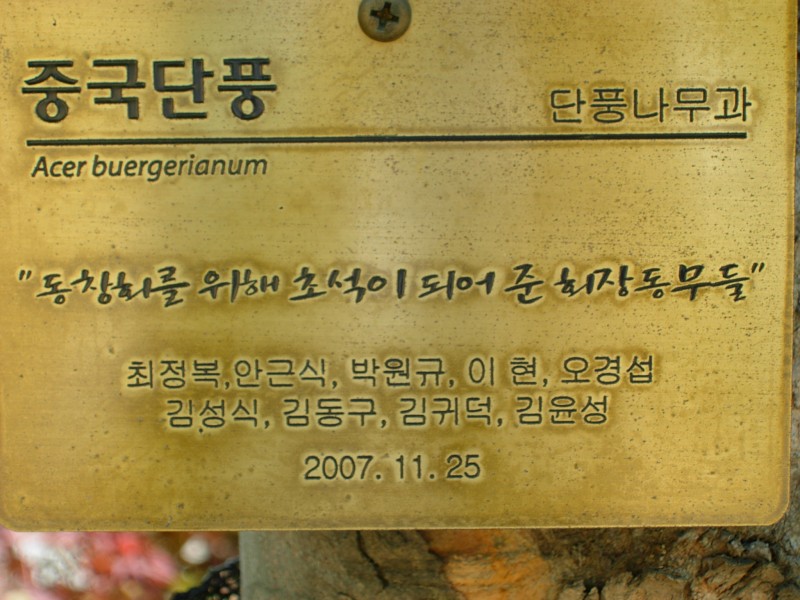 중국단풍 단풍나무과
Acer buergerianum
"동창회를 위해 초석이 되어 준 회장동무들"
최정복,안근식, 박원규, 이 현, 오경섭
김성식, 김동구, 김귀덕, 김윤성
2007. 11. 25